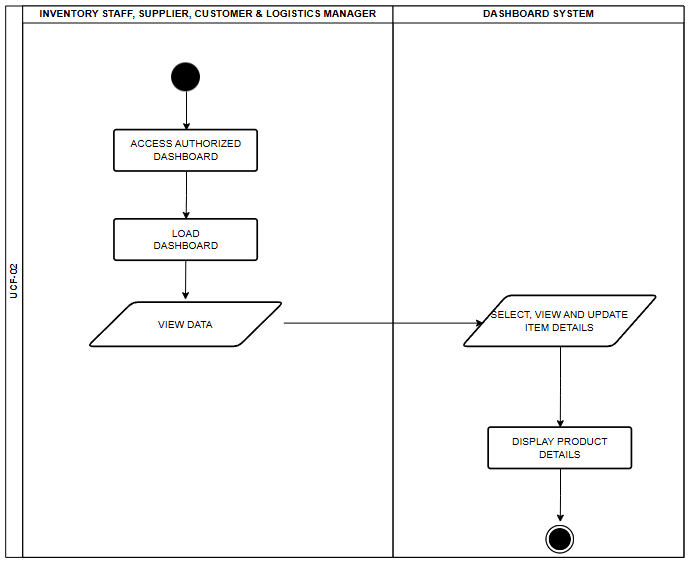 INVENTORY STAFF, SUPPLIER, CUSTOMER & LOGISTICS MANAGER
DASHBOARD SYSTEM
UCF-02
ACCESS AUTHORIZED
DASHBOARD
LOAD
DASHBOARD
VIEW DATA
SELECT, VIEW AND UPDATE
ITEM DETAILS
DISPLAY PRODUCT
DETAILS